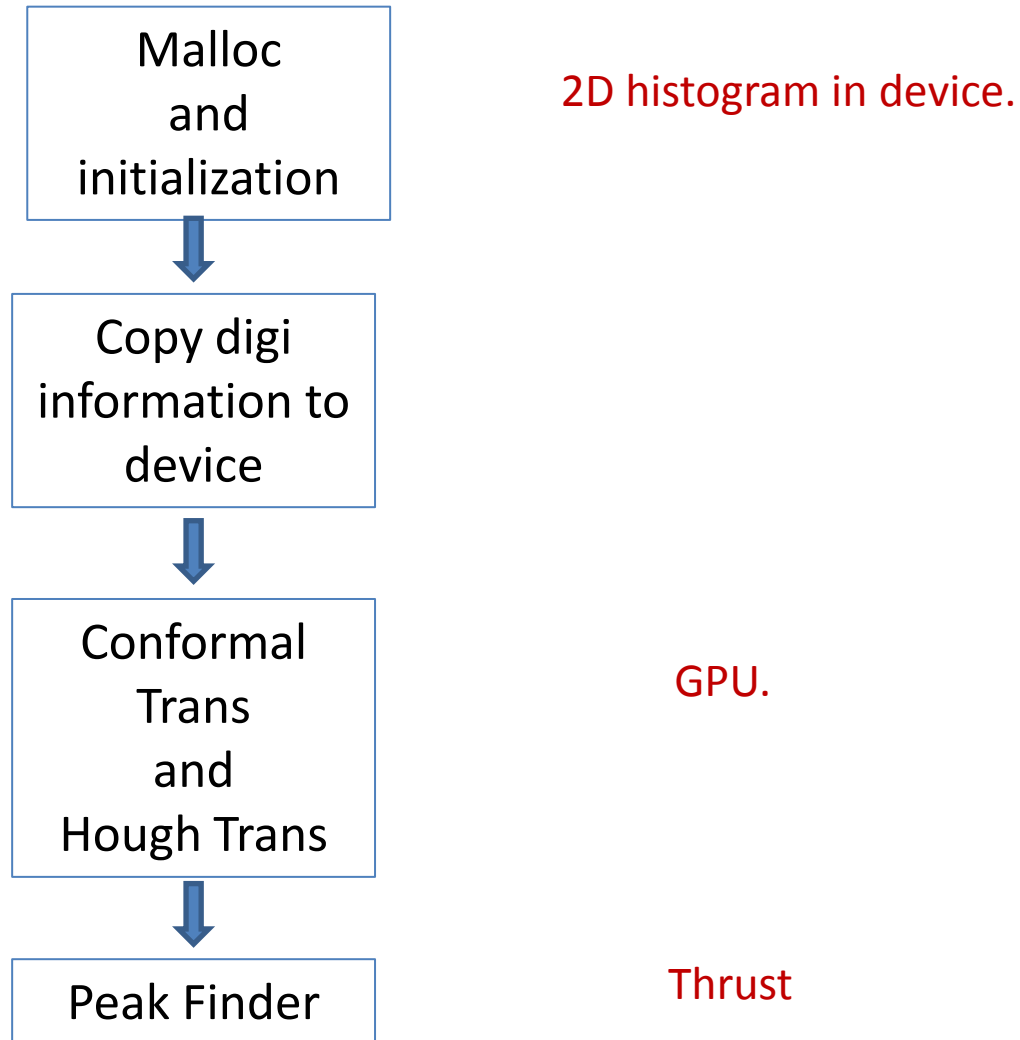 Malloc
and
initialization
2D histogram in device.
Copy digi
information to
device
Conformal
Trans
and
Hough Trans
GPU.
Peak Finder
Thrust